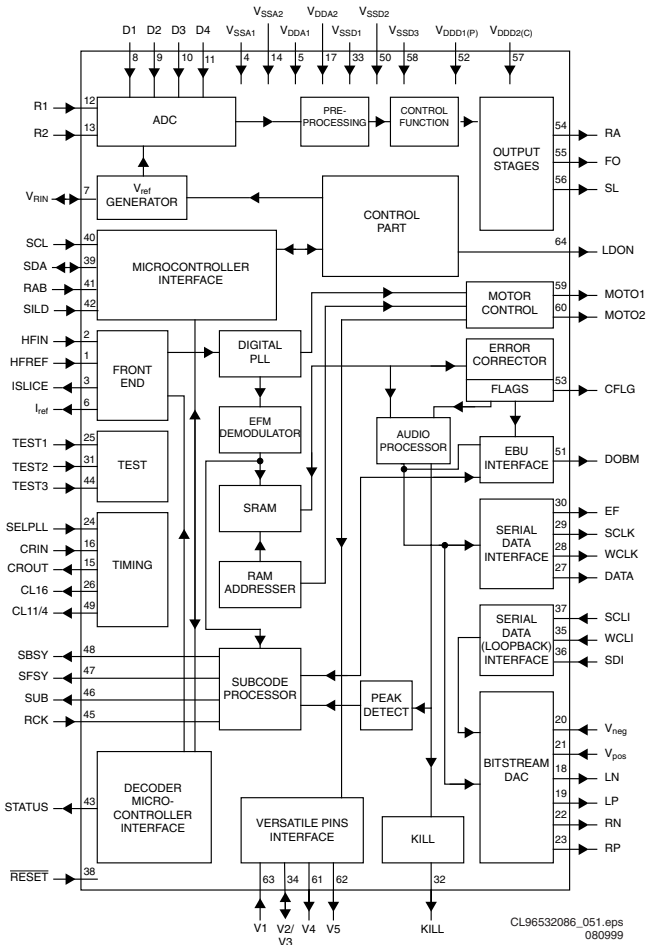 VSSA2 VDDA2 VSSD2
D1 D2 D3 D4 VSSA1 VDDA1 VSSD1 VSSD3 VDDD1(P) VDDD2(C)
8 9 10 11 4 14 5 17 33 50 58 52 57
R1 12
R2 13
ADC
PRE-
PROCESSING
CONTROL
FUNCTION
OUTPUT
STAGES
54 RA
55 FO
56 SL
VRIN 7
Vref
GENERATOR
CONTROL
PART
64 LDON
SCL 40
SDA 39
RAB 41
SILD 42
MICROCONTROLLER
INTERFACE
MOTOR
CONTROL
59 MOTO1
60 MOTO2
HFIN 2
HFREF 1
ISLICE 3
Iref 6
FRONT
END
DIGITAL
PLL
ERROR
CORRECTOR
FLAGS
53 CFLG
EFM
DEMODULATOR
AUDIO
PROCESSOR
EBU
INTERFACE
51 DOBM
TEST1 25
TEST2 31
TEST3 44
TEST
SRAM
SERIAL
DATA
INTERFACE
30 EF
29 SCLK
28 WCLK
27 DATA
SELPLL 24
CRIN 16
CROUT 15
CL16 26
CL11/4 49
TIMING
RAM
ADDRESSER
SERIAL
DATA
(LOOPBACK)
INTERFACE
37 SCLI
35 WCLI
36 SDI
SBSY 48
SFSY 47
SUB 46
RCK 45
SUBCODE
PROCESSOR
PEAK
DETECT
BITSTREAM
DAC
20 Vneg
21 Vpos
18 LN
19 LP
22 RN
23 RP
STATUS 43
DECODER
MICRO-
CONTROLLER
INTERFACE
VERSATILE PINS
INTERFACE
KILL
RESET 38
63 34 61 62 32
V1 V2/ V4 V5 KILL
V3
CL96532086_051.eps
080999